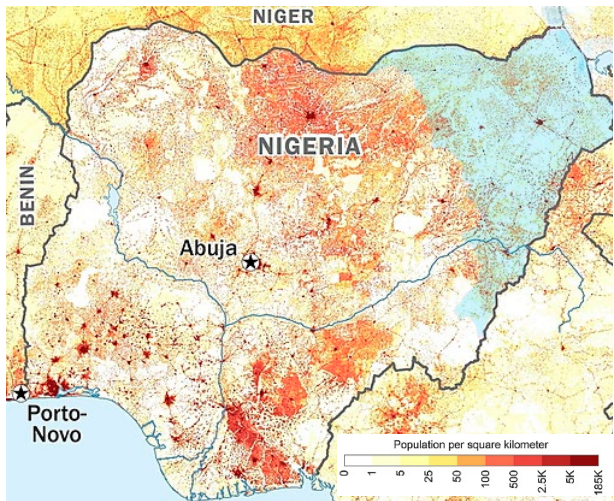 NIGER
NIGERIA
BENIN
Abuja
Porto-
Novo
Population per square kilometer
0 1 5 25 50 100 500 2.5K 5K 185K